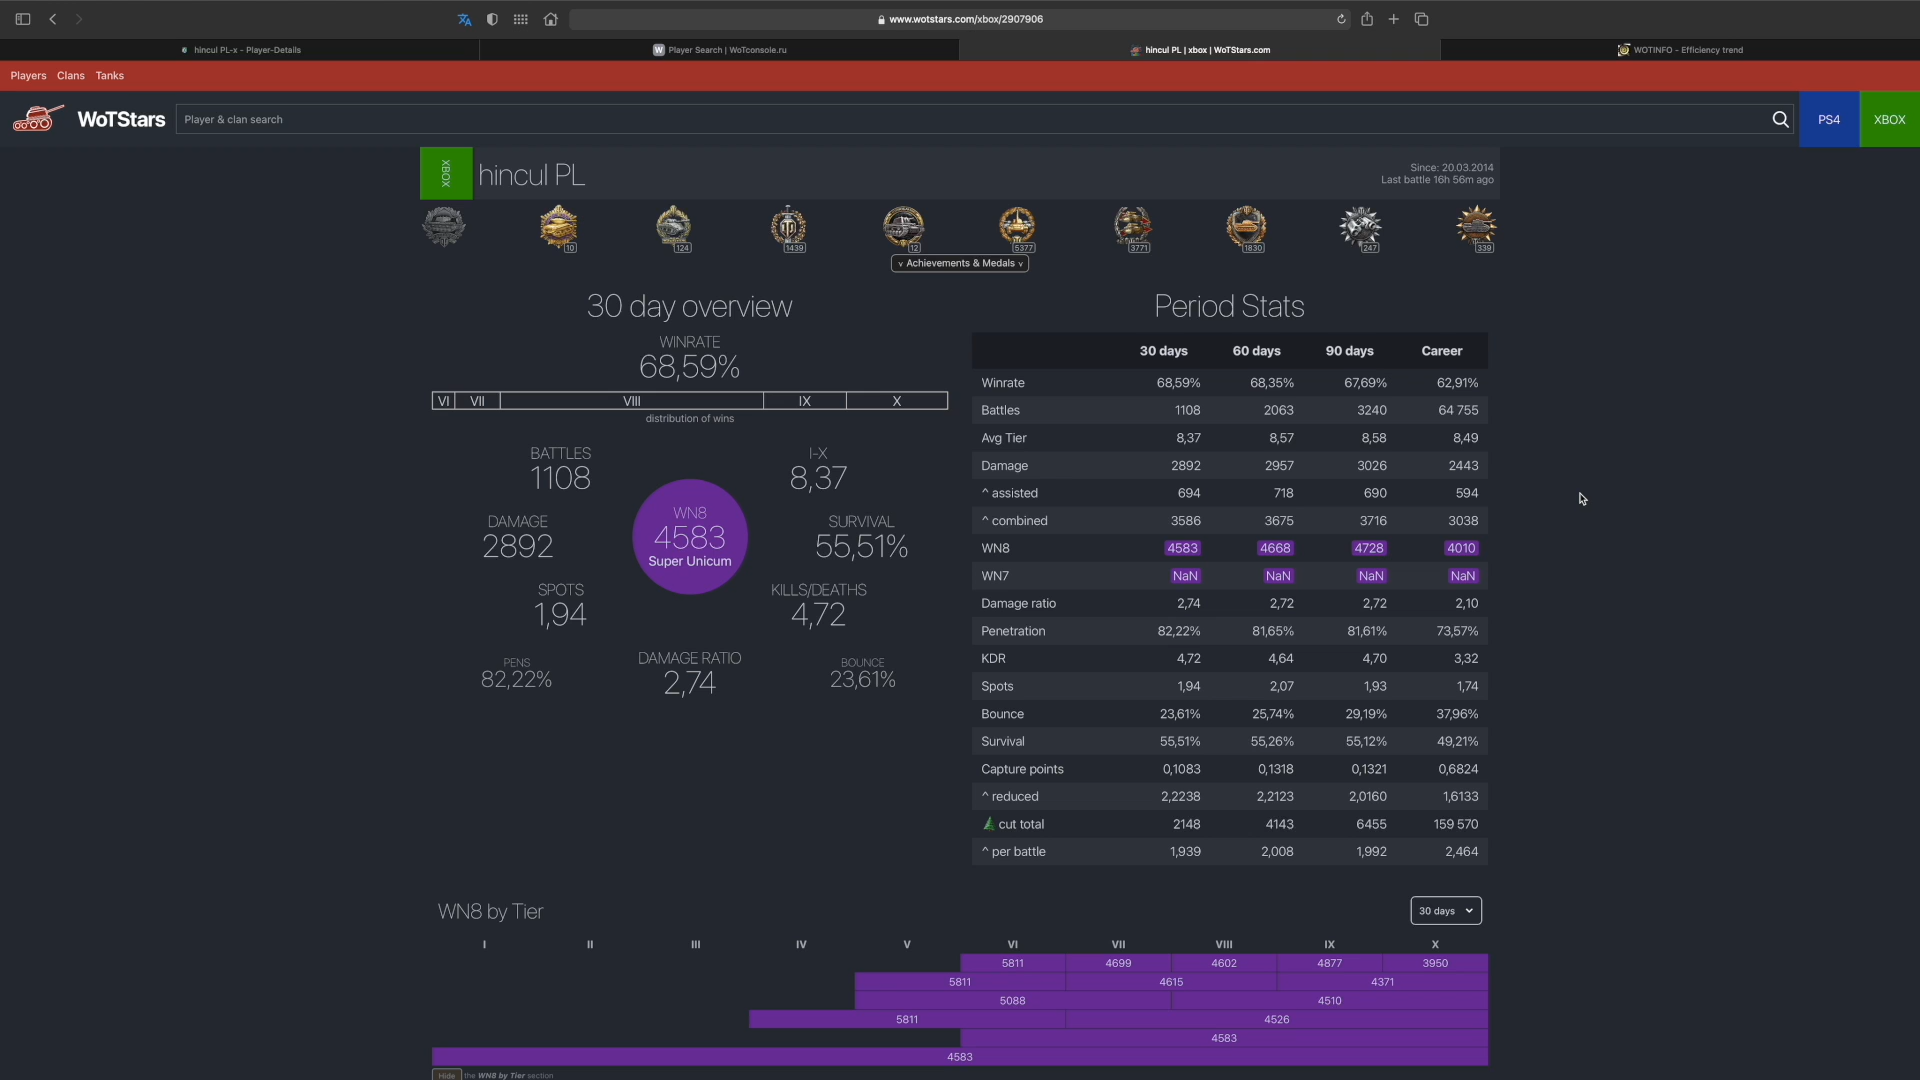 www.wotstars.com/xbox/2907906
hincul PL-x - Player-Details
Player Search | WoTconsole.ru
hincul PL | xbox | WoTStars.com
WOTINFO - Efficiency trend
Players Clans Tanks
WoTStars
Player & clan search
PS4
XBOX
XBOX
hincul PL
Since: 20.03.2014
Last battle 16h 56m ago
10 124 1439 12 5377 3771 1830 247 339
v Achievements & Medals v
30 day overview
WINRATE
68,59%
VI VII VIII IX X
distribution of wins
BATTLES
1108
I-X
8,37
DAMAGE
2892
WN8
4583
Super Unicum
SURVIVAL
55,51%
SPOTS
1,94
KILLS/DEATHS
4,72
PENS
82,22%
DAMAGE RATIO
2,74
BOUNCE
23,61%
Period Stats
30 days 60 days 90 days Career
Winrate 68,59% 68,35% 67,69% 62,91%
Battles 1108 2063 3240 64 755
Avg Tier 8,37 8,57 8,58 8,49
Damage 2892 2957 3026 2443
^ assisted 694 718 690 594
^ combined 3586 3675 3716 3038
WN8 4583 4668 4728 4010
WN7 NaN NaN NaN NaN
Damage ratio 2,74 2,72 2,72 2,10
Penetration 82,22% 81,65% 81,61% 73,57%
KDR 4,72 4,64 4,70 3,32
Spots 1,94 2,07 1,93 1,74
Bounce 23,61% 25,74% 29,19% 37,96%
Survival 55,51% 55,26% 55,12% 49,21%
Capture points 0,1083 0,1318 0,1321 0,6824
^ reduced 2,2238 2,2123 2,0160 1,6133
cut total 2148 4143 6455 159 570
^ per battle 1,939 2,008 1,992 2,464
WN8 by Tier
30 days
I II III IV V VI VII VIII IX X
5811 4699 4602 4877 3950
5811 4615 4371
5088 4510
5811 4526
4583
4583
Hide the WN8 by Tier section